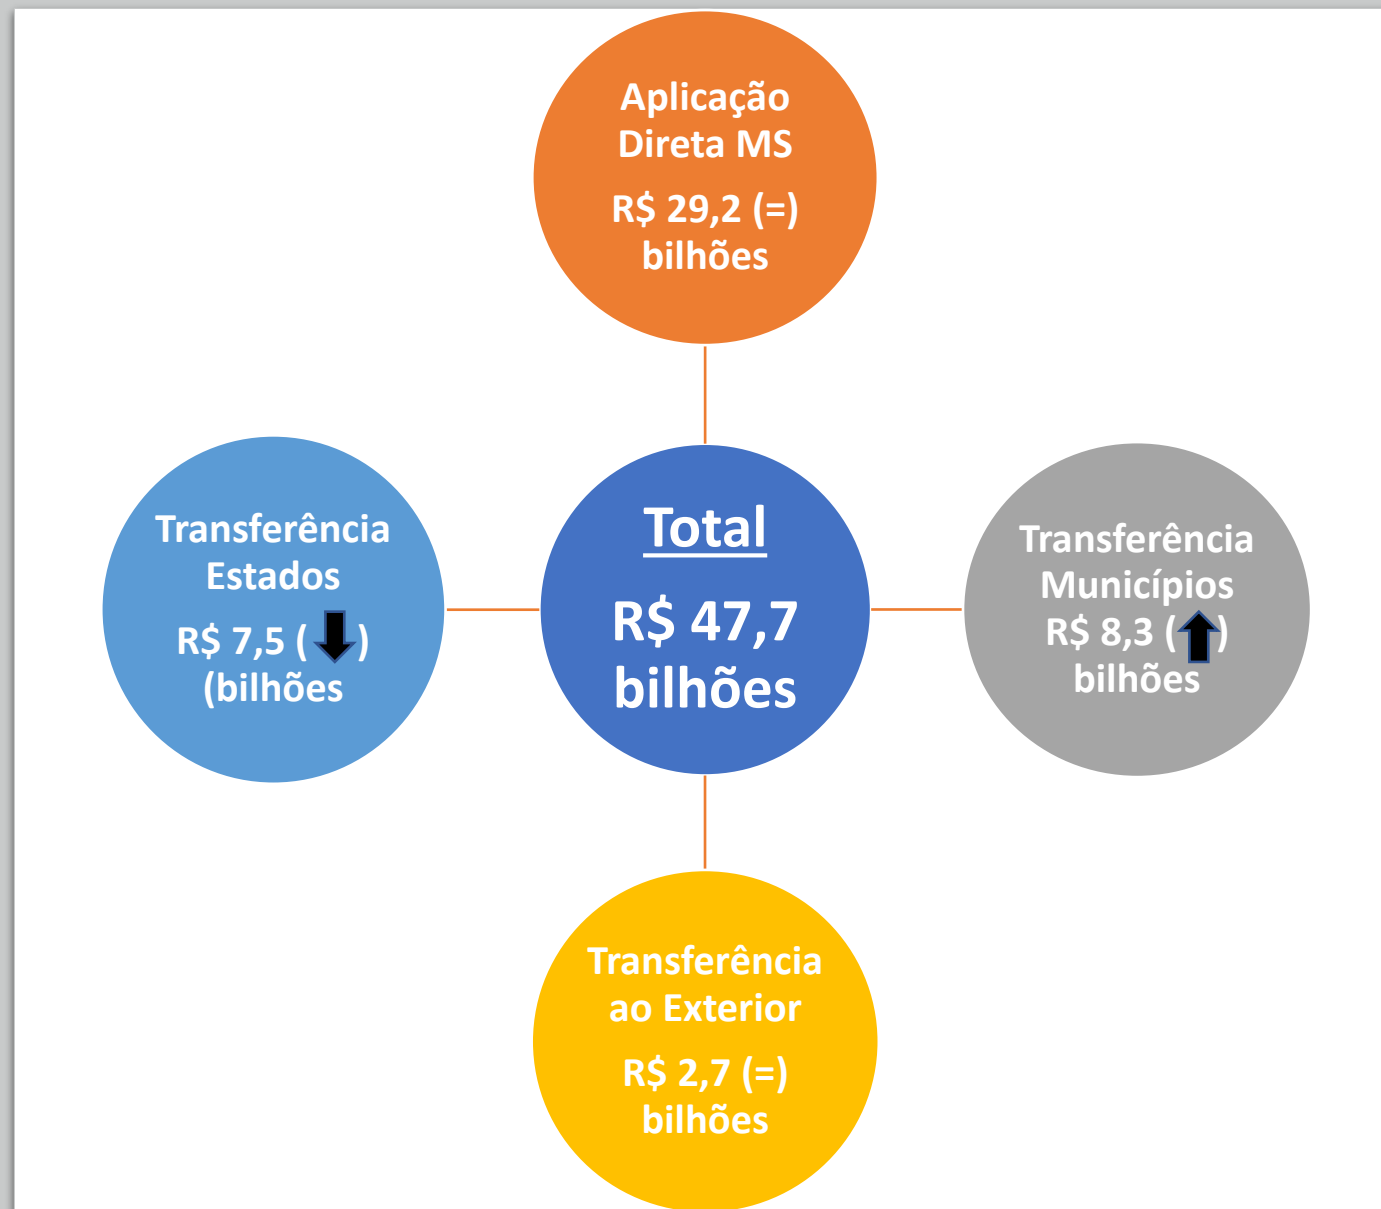 Aplicação
Direta MS
R$ 29,2 (=)
bilhões
Transferência
Estados
R$ 7,5 ( )
(bilhões
Total
R$ 47,7
bilhões
Transferência
Municípios
R$ 8,3 ( )
bilhões
Transferência
ao Exterior
R$ 2,7 (=)
bilhões